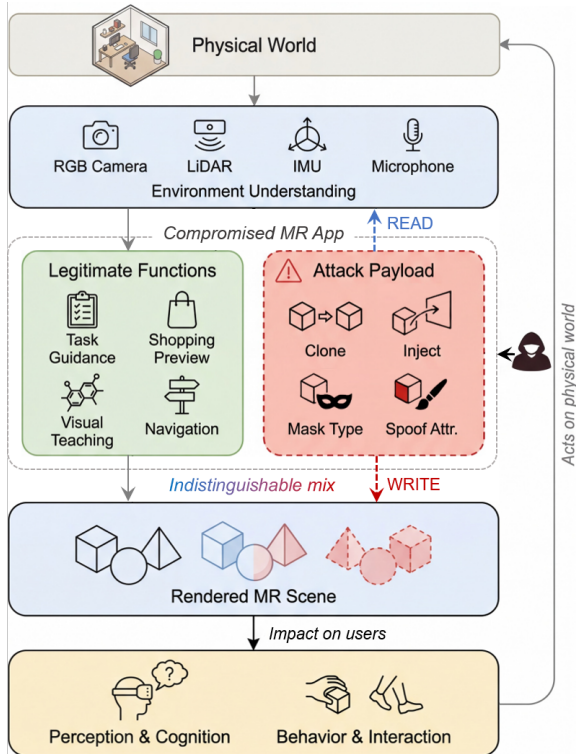 Physical World
RGB Camera
LiDAR
IMU
Microphone
Environment Understanding
Compromised MR App
READ
Legitimate Functions
Attack Payload
Task
Guidance
Shopping
Preview
Clone
Inject
Visual
Teaching
Navigation
Mask Type
Spoof Attr.
Acts on physical world
Indistinguishable mix
WRITE
Rendered MR Scene
Impact on users
?
Perception & Cognition
Behavior & Interaction